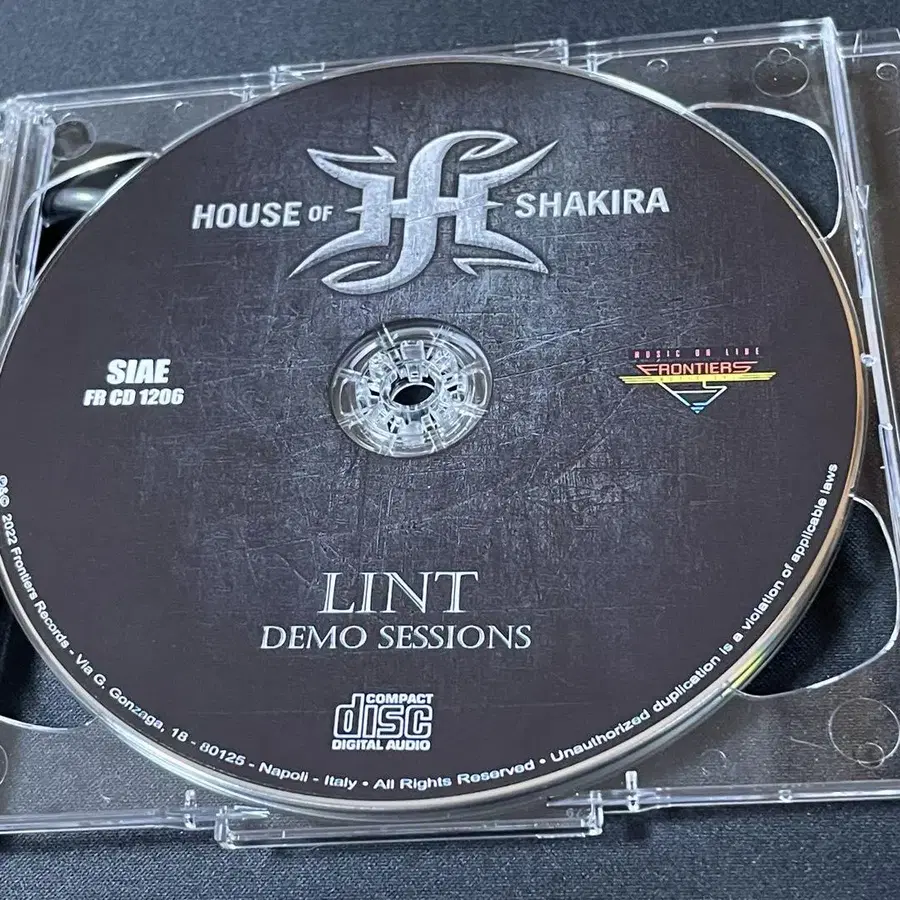 HOUSE OF SHAKIRA
SIAE
FR CD 1206
MUSIC ON LINE
FRONTIERS
LINT
DEMO SESSIONS
COMPACT
disc
DIGITAL AUDIO
℗&© 2022 Frontiers Records - Via G. Gonzaga, 18 - 80125 - Napoli - Italy • All Rights Reserved • Unauthorized duplication is a violation of applicable laws